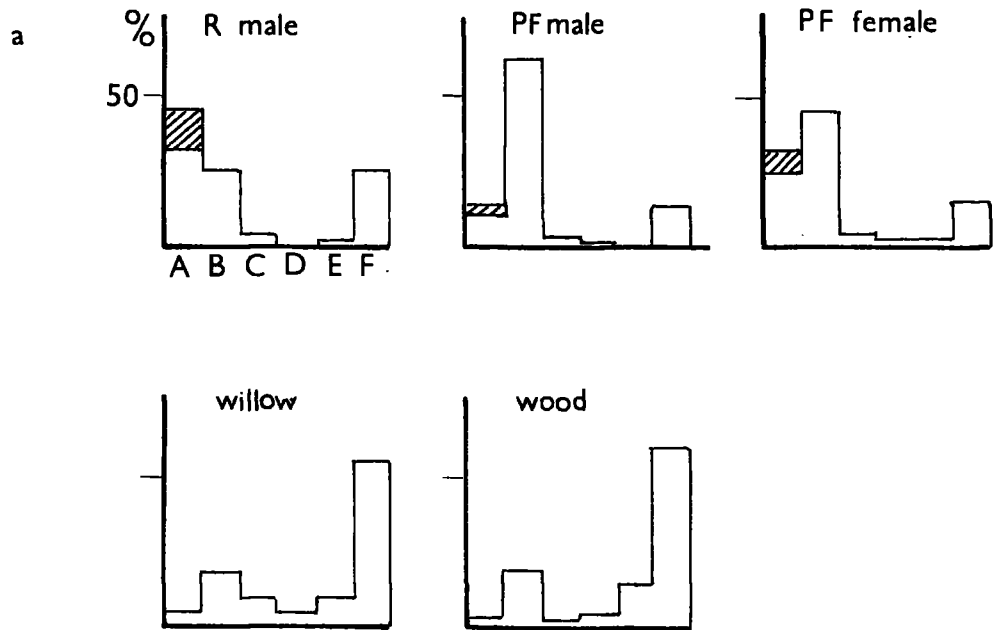 a
% R male
PF male
PF female
50
A B C D E F
willow
wood